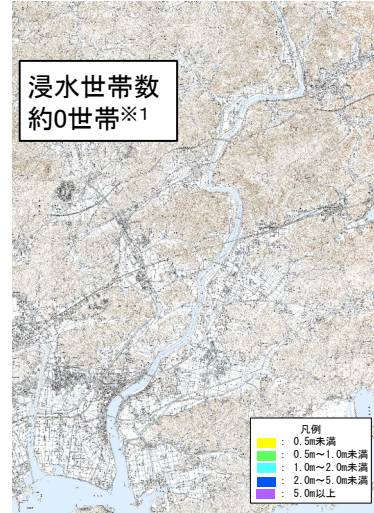 浸水世帯数
約0世帯※1
凡例
: 0.5m未満
: 0.5m～1.0m未満
: 1.0m～2.0m未満
: 2.0m～5.0m未満
: 5.0m以上